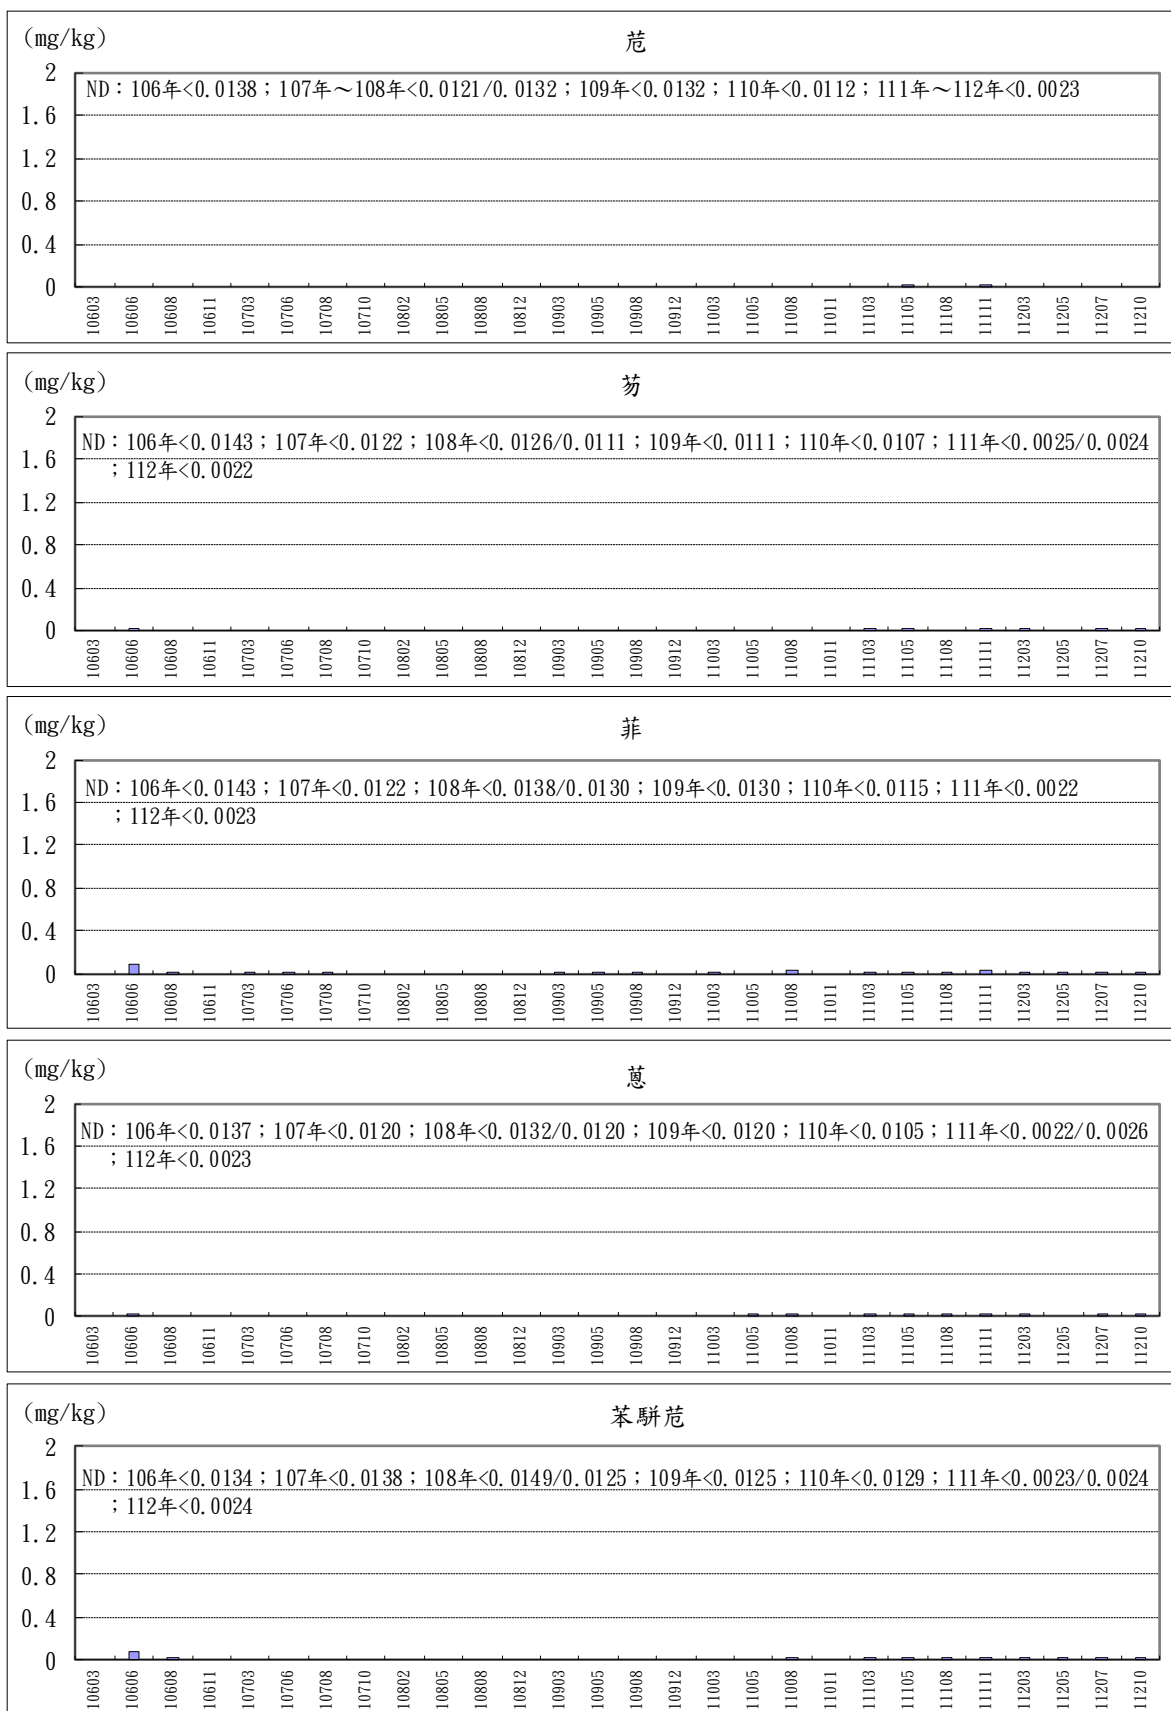 (mg/kg)
苊
2
ND：106年<0.0138；107年～108年<0.0121/0.0132；109年<0.0132；110年<0.0112；111年～112年<0.0023
1.6
1.2
0.8
0.4
0
10603 10606 10608 10611 10703 10706 10708 10710 10802 10805 10808 10812 10903 10905 10908 10912 11003 11005 11008 11011 11103 11105 11108 11111 11203 11205 11207 11210
(mg/kg)
芴
2
ND：106年<0.0143；107年<0.0122；108年<0.0126/0.0111；109年<0.0111；110年<0.0107；111年<0.0025/0.0024
1.6
；112年<0.0022
1.2
0.8
0.4
0
10603 10606 10608 10611 10703 10706 10708 10710 10802 10805 10808 10812 10903 10905 10908 10912 11003 11005 11008 11011 11103 11105 11108 11111 11203 11205 11207 11210
(mg/kg)
菲
2
ND：106年<0.0143；107年<0.0122；108年<0.0138/0.0130；109年<0.0130；110年<0.0115；111年<0.0022
1.6
；112年<0.0023
1.2
0.8
0.4
0
10603 10606 10608 10611 10703 10706 10708 10710 10802 10805 10808 10812 10903 10905 10908 10912 11003 11005 11008 11011 11103 11105 11108 11111 11203 11205 11207 11210
(mg/kg)
蒽
2
ND：106年<0.0137；107年<0.0120；108年<0.0132/0.0120；109年<0.0120；110年<0.0105；111年<0.0022/0.0026
1.6
；112年<0.0023
1.2
0.8
0.4
0
10603 10606 10608 10611 10703 10706 10708 10710 10802 10805 10808 10812 10903 10905 10908 10912 11003 11005 11008 11011 11103 11105 11108 11111 11203 11205 11207 11210
(mg/kg)
苯駢苊
2
ND：106年<0.0134；107年<0.0138；108年<0.0149/0.0125；109年<0.0125；110年<0.0129；111年<0.0023/0.0024
1.6
；112年<0.0024
1.2
0.8
0.4
0
10603 10606 10608 10611 10703 10706 10708 10710 10802 10805 10808 10812 10903 10905 10908 10912 11003 11005 11008 11011 11103 11105 11108 11111 11203 11205 11207 11210